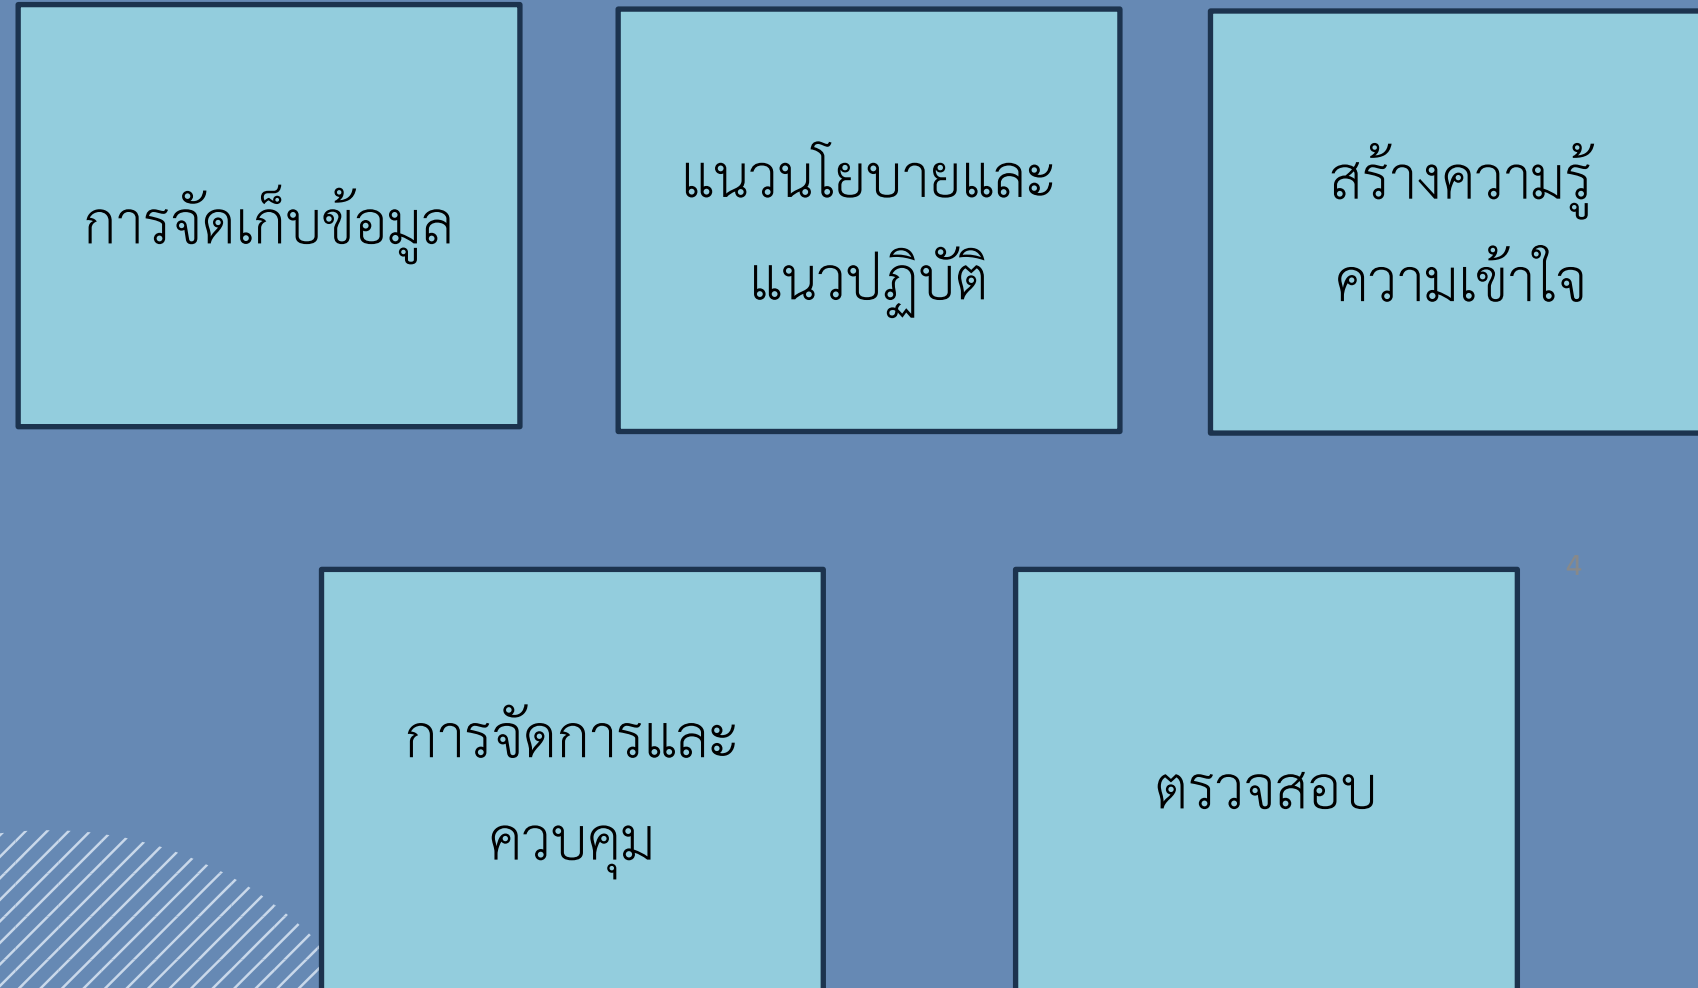 การจัดเก็บข้อมูล
แนวนโยบายและ
แนวปฏิบัติ
สร้างความรู้
ความเข้าใจ
4
การจัดการและ
ควบคุม
ตรวจสอบ